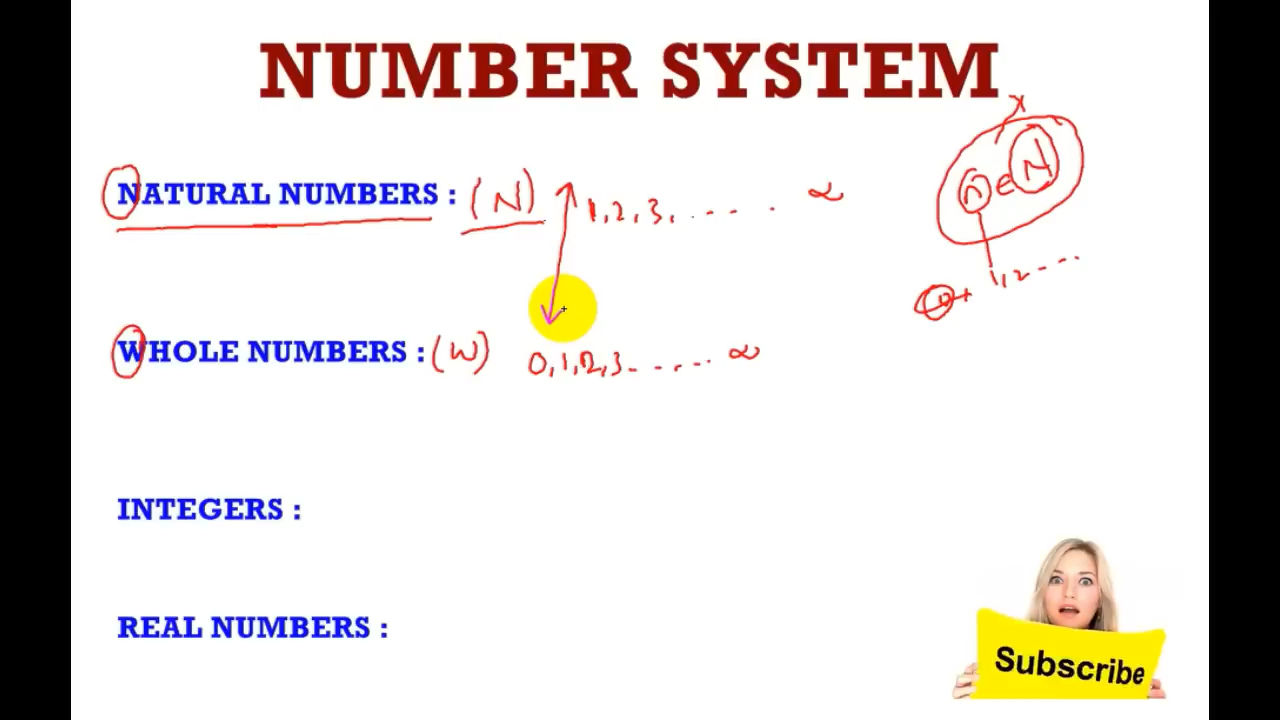 NUMBER SYSTEM
NATURAL NUMBERS : (N) 1, 2, 3, ..... ∝
n ∈ N
1, 2 ....
WHOLE NUMBERS : (W) 0, 1, 2, 3 ....... ∝
INTEGERS :
REAL NUMBERS :
Subscribe